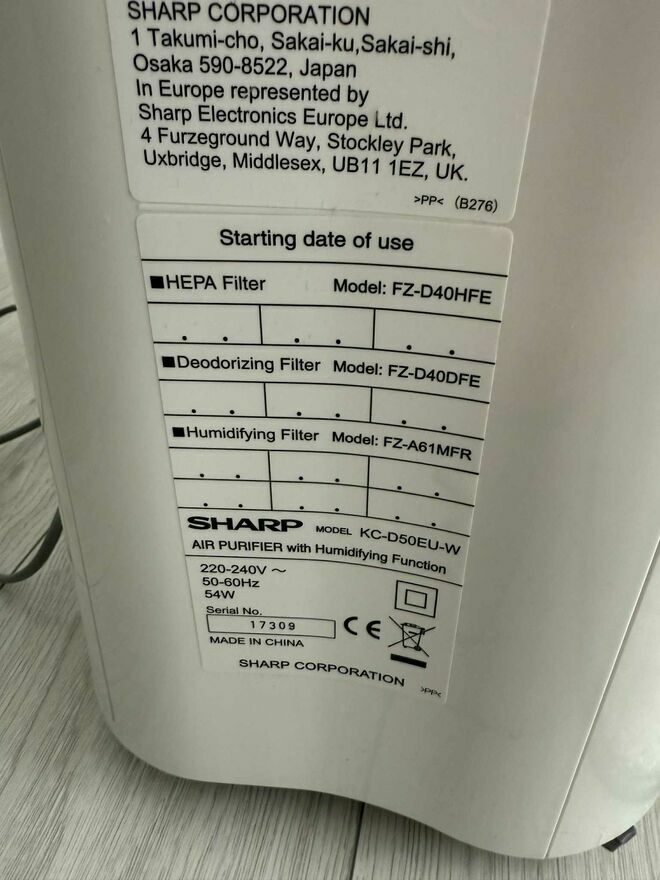 SHARP CORPORATION
1 Takumi-cho, Sakai-ku,Sakai-shi,
Osaka 590-8522, Japan
In Europe represented by
Sharp Electronics Europe Ltd.
4 Furzeground Way, Stockley Park,
Uxbridge, Middlesex, UB11 1EZ, UK.
>PP< (B276)
Starting date of use
■HEPA Filter Model: FZ-D40HFE
■Deodorizing Filter Model: FZ-D40DFE
■Humidifying Filter Model: FZ-A61MFR
SHARP MODEL KC-D50EU-W
AIR PURIFIER with Humidifying Function
220-240V ~
50-60Hz
54W
Serial No.
17309
CE
MADE IN CHINA
SHARP CORPORATION
>PP<